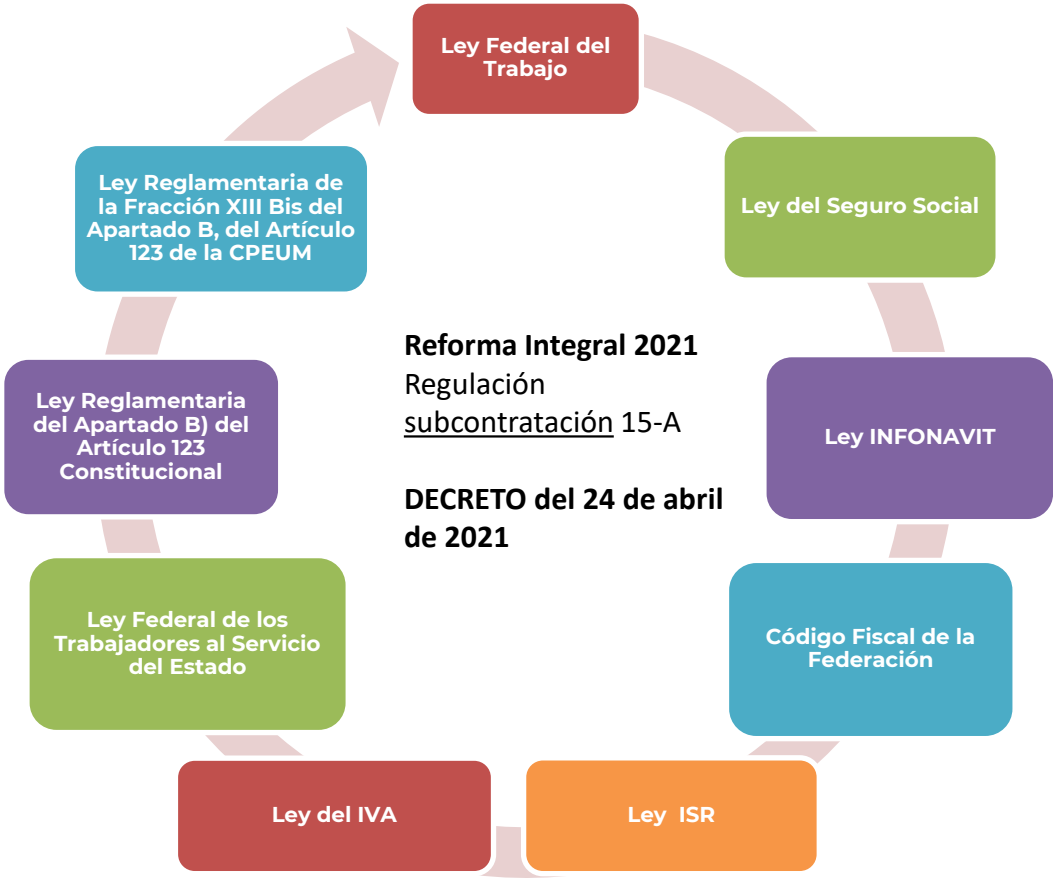 Ley Federal del
Trabajo
Ley del Seguro Social
Ley INFONAVIT
Código Fiscal de la
Federación
Ley ISR
Ley del IVA
Ley Federal de los
Trabajadores al Servicio
del Estado
Ley Reglamentaria
del Apartado B) del
Artículo 123
Constitucional
Ley Reglamentaria de
la Fracción XIII Bis del
Apartado B, del Artículo
123 de la CPEUM
Reforma Integral 2021
Regulación
subcontratación 15-A
DECRETO del 24 de abril
de 2021